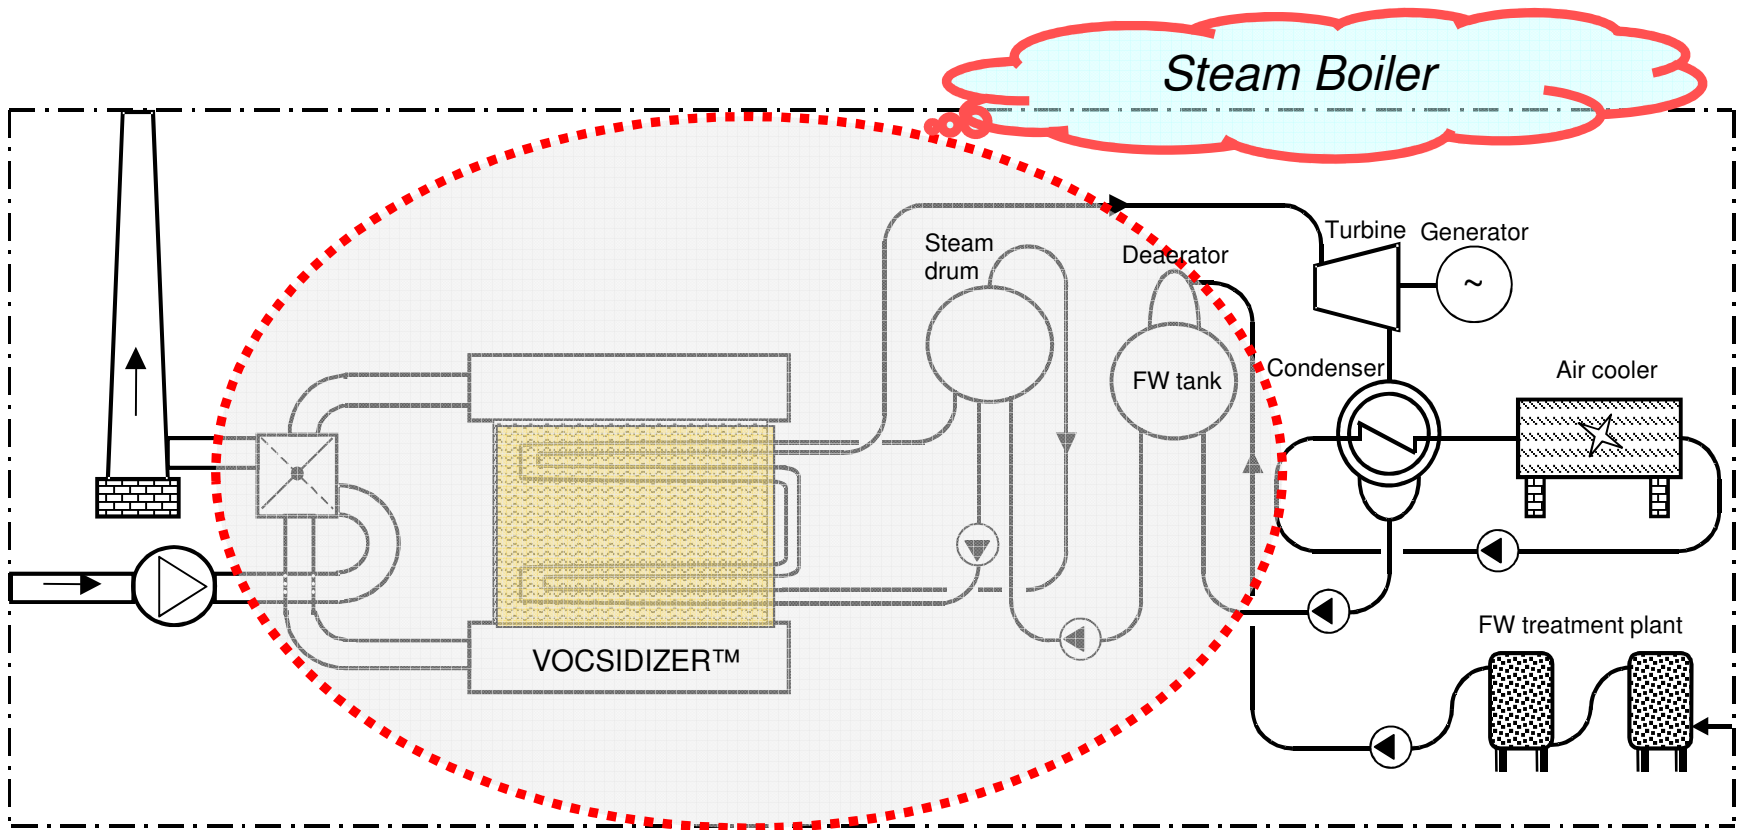 Steam Boiler
Turbine
Generator
~
Steam
drum
Deaerator
FW tank
Condenser
Air cooler
FW treatment plant
VOCSIDIZER™